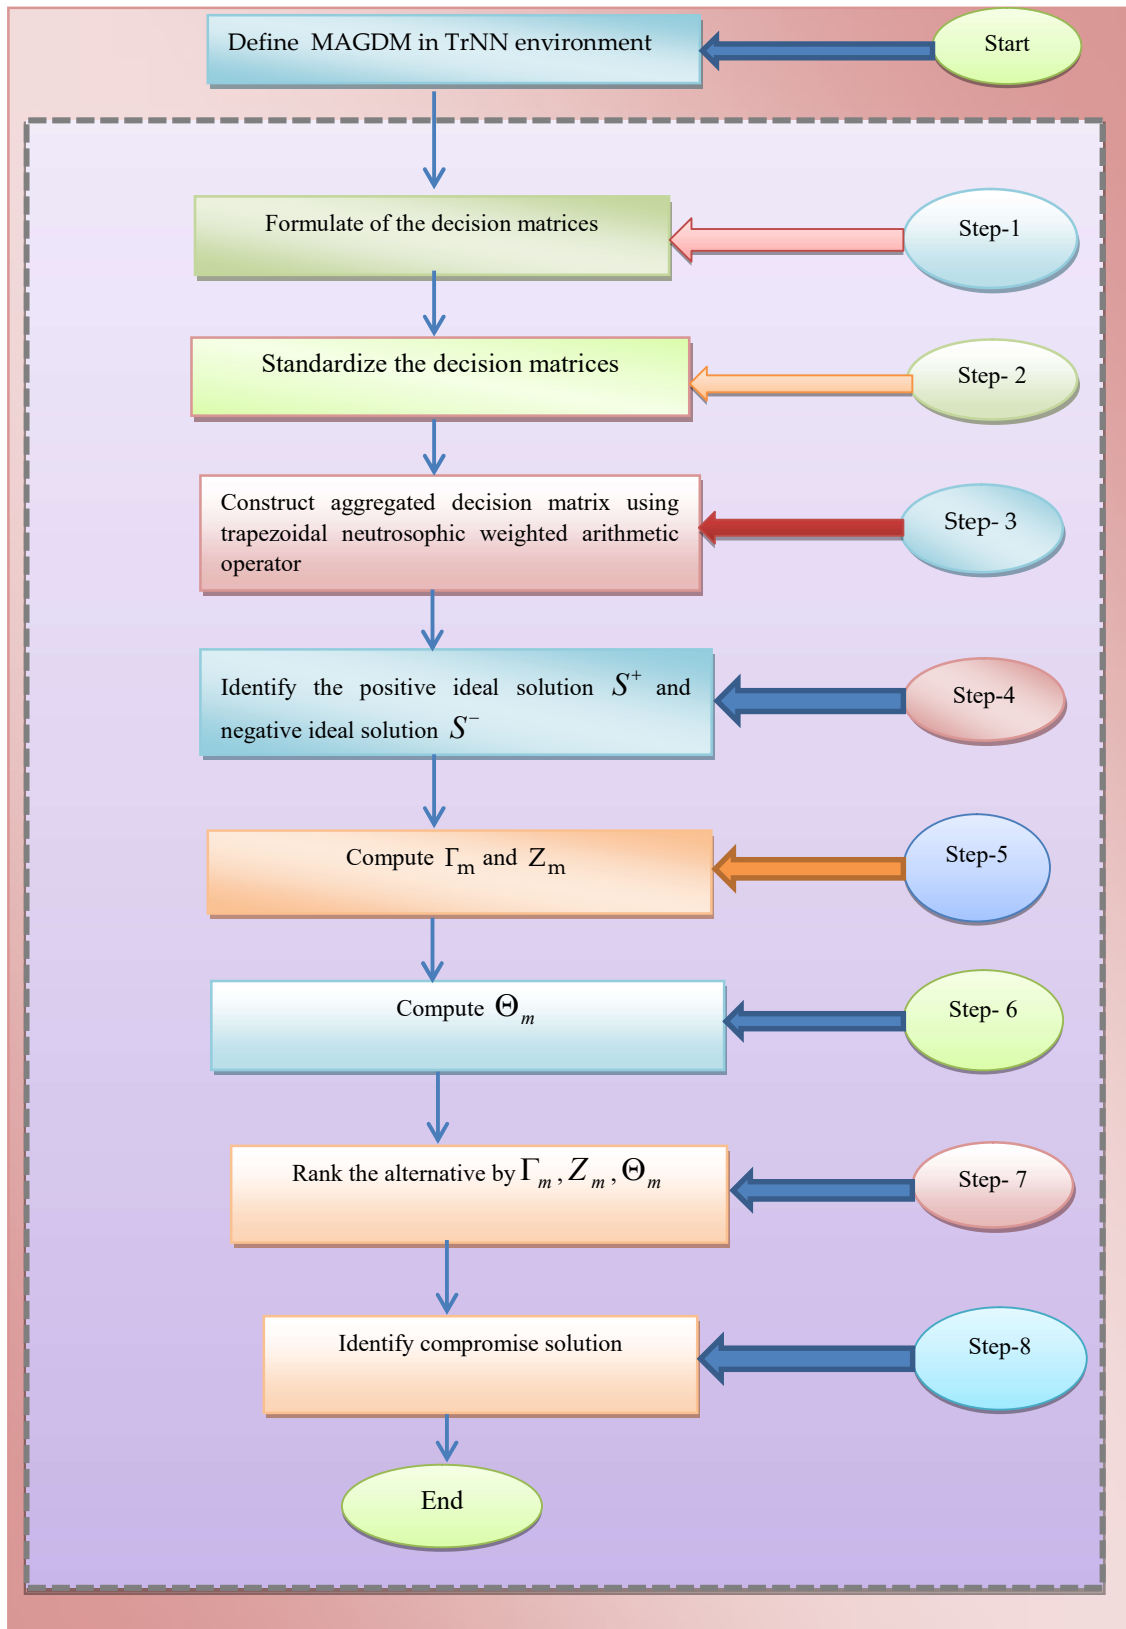 Define MAGDM in TrNN environment
Start
Formulate of the decision matrices
Step-1
Standardize the decision matrices
Step- 2
Construct aggregated decision matrix using
trapezoidal neutrosophic weighted arithmetic
operator
Step- 3
Identify the positive ideal solution S⁺ and
negative ideal solution S⁻
Step-4
Compute Γₘ and Zₘ
Step-5
Compute Θₘ
Step- 6
Rank the alternative by Γₘ, Zₘ, Θₘ
Step- 7
Identify compromise solution
Step-8
End